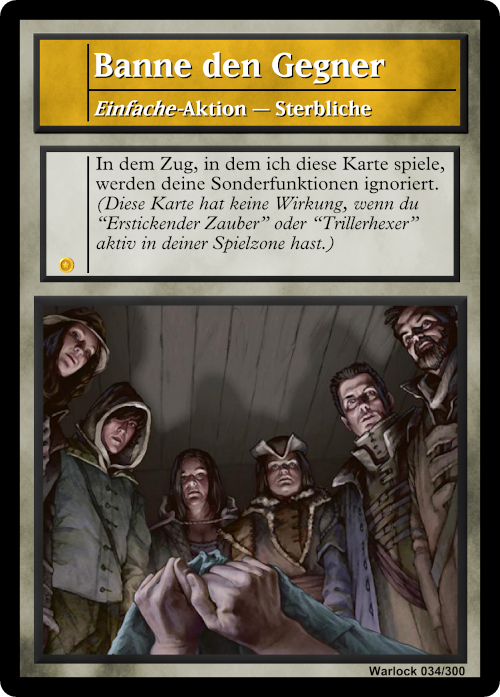 Banne den Gegner
Einfache-Aktion — Sterbliche
In dem Zug, in dem ich diese Karte spiele,
werden deine Sonderfunktionen ignoriert.
(Diese Karte hat keine Wirkung, wenn du
“Erstickender Zauber” oder “Trillerhexer”
aktiv in deiner Spielzone hast.)
Warlock 034/300